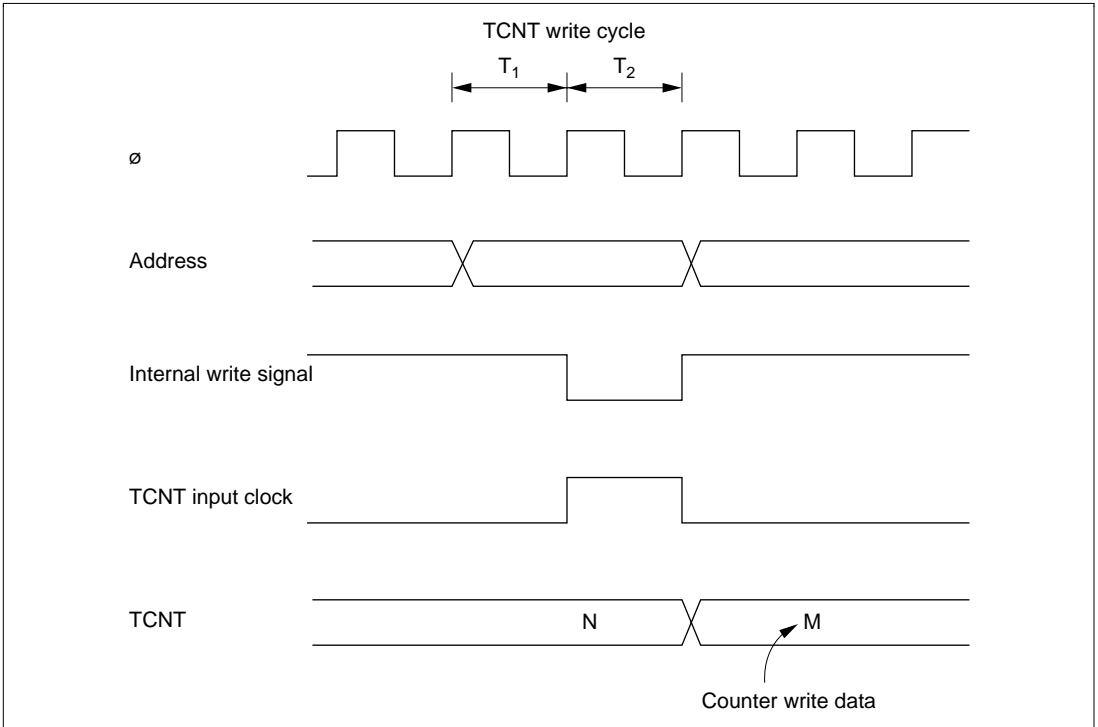 TCNT write cycle
T₁ T₂
ø
Address
Internal write signal
TCNT input clock
TCNT N M
Counter write data